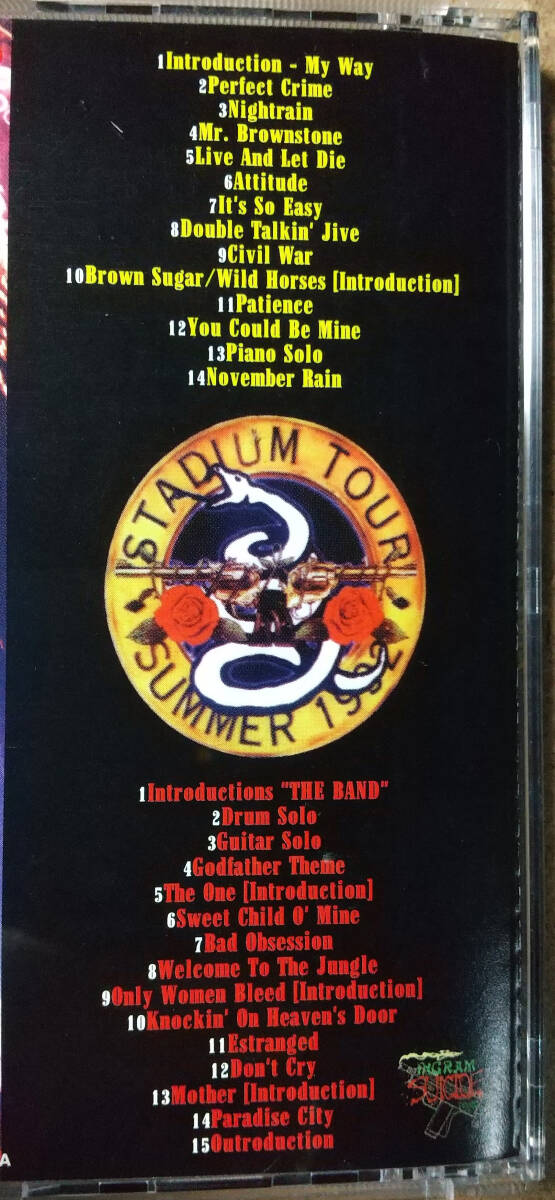 1Introduction - My Way
2Perfect Crime
3Nightrain
4Mr. Brownstone
5Live And Let Die
6Attitude
7It's So Easy
8Double Talkin' Jive
9Civil War
10Brown Sugar/Wild Horses [Introduction]
11Patience
12You Could Be Mine
13Piano Solo
14November Rain
STADIUM TOUR
SUMMER 1992
1Introductions "THE BAND"
2Drum Solo
3Guitar Solo
4Godfather Theme
5The One [Introduction]
6Sweet Child O' Mine
7Bad Obsession
8Welcome To The Jungle
9Only Women Bleed [Introduction]
10Knockin' On Heaven's Door
11Estranged
12Don't Cry
13Mother [Introduction]
14Paradise City
15Outroduction
INGRAM
SUICIDE
A